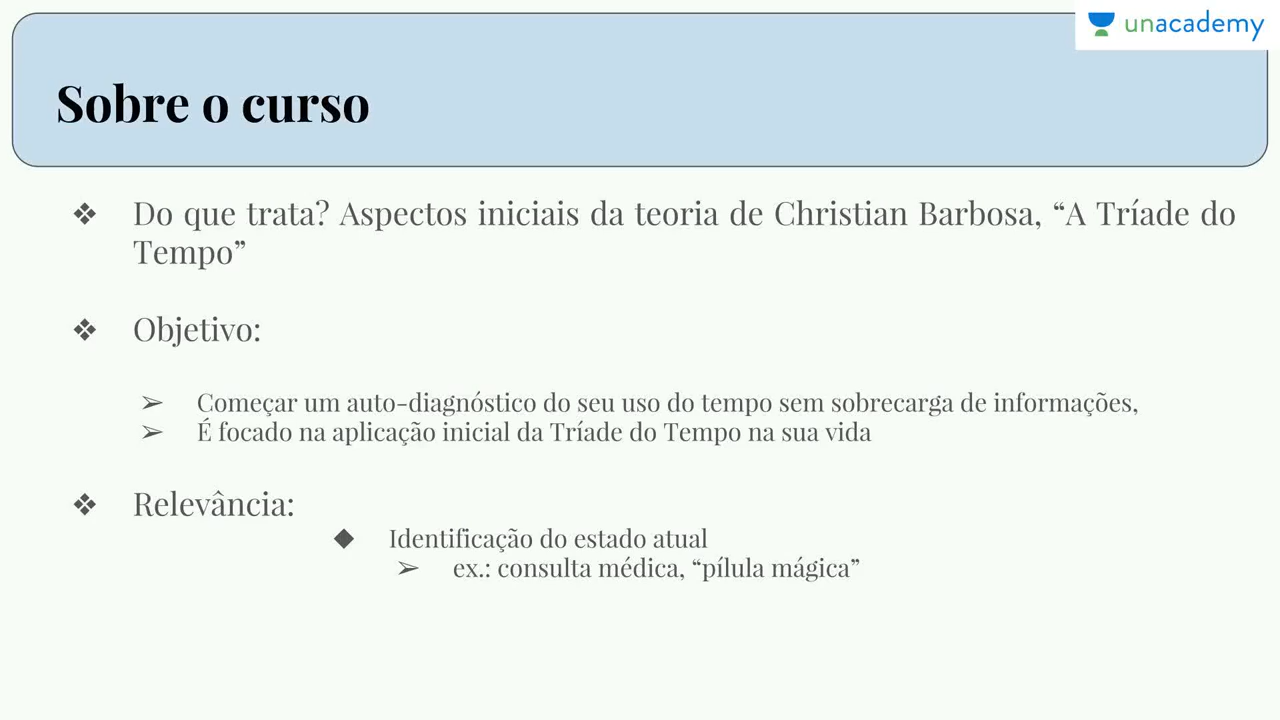 unacademy
Sobre o curso
❖ Do que trata? Aspectos iniciais da teoria de Christian Barbosa, “A Tríade do
Tempo”
❖ Objetivo:
➢ Começar um auto-diagnóstico do seu uso do tempo sem sobrecarga de informações,
➢ É focado na aplicação inicial da Tríade do Tempo na sua vida
❖ Relevância:
◆ Identificação do estado atual
➢ ex.: consulta médica, “pílula mágica”